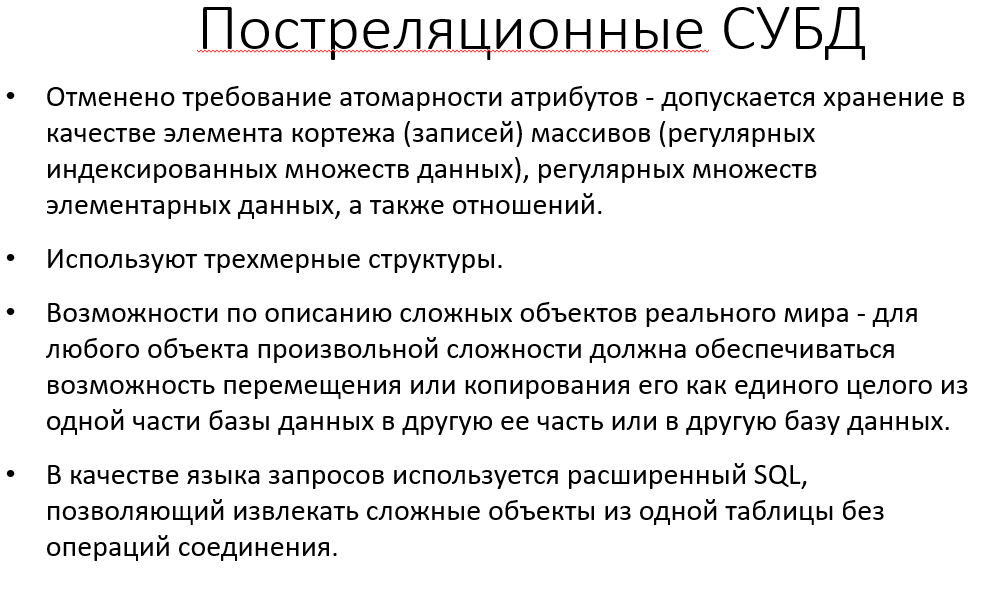 Постреляционные СУБД
• Отменено требование атомарности атрибутов - допускается хранение в
качестве элемента кортежа (записей) массивов (регулярных
индексированных множеств данных), регулярных множеств
элементарных данных, а также отношений.
• Используют трехмерные структуры.
• Возможности по описанию сложных объектов реального мира - для
любого объекта произвольной сложности должна обеспечиваться
возможность перемещения или копирования его как единого целого из
одной части базы данных в другую ее часть или в другую базу данных.
• В качестве языка запросов используется расширенный SQL,
позволяющий извлекать сложные объекты из одной таблицы без
операций соединения.